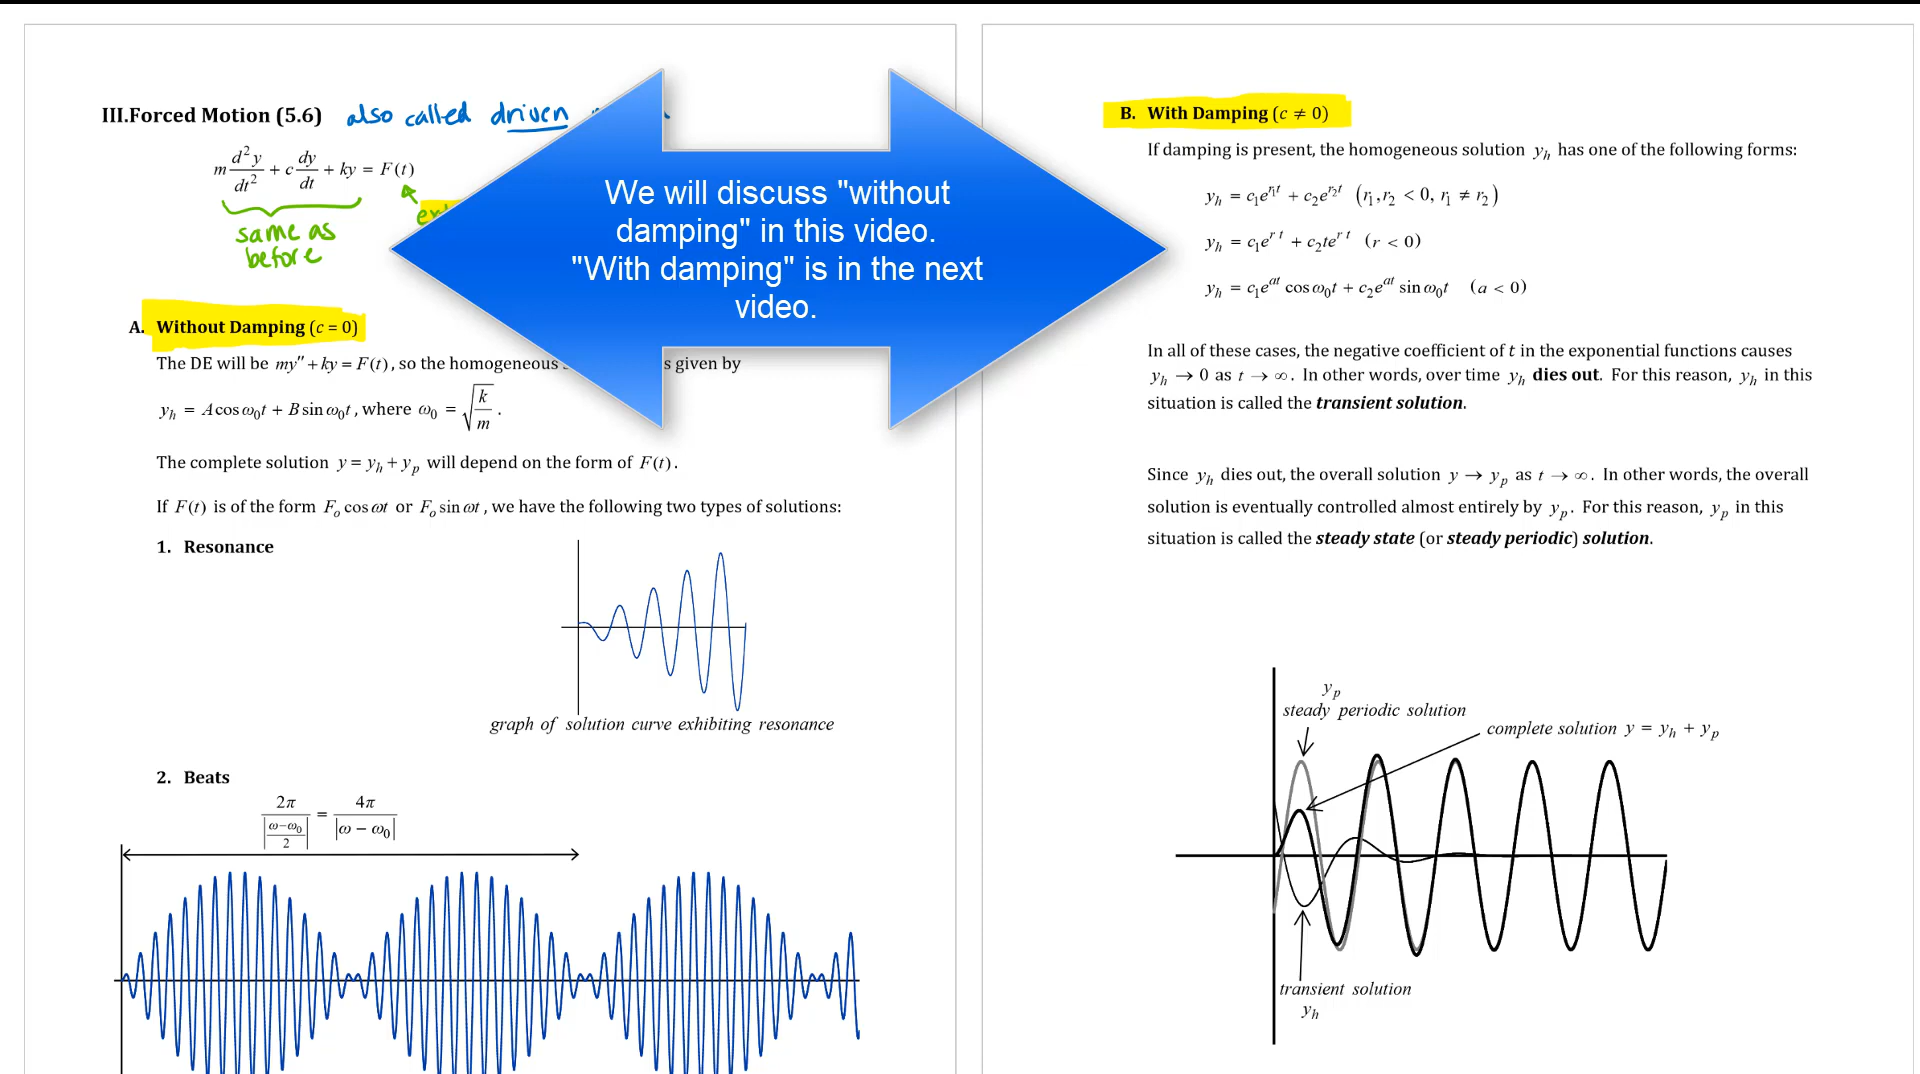 III.Forced Motion (5.6) also called driven
m d²y/dt² + c dy/dt + ky = F(t)
same as
before
We will discuss "without
damping" in this video.
"With damping" is in the next
video.
A. Without Damping (c = 0)
The DE will be my″ + ky = F(t), so the homogeneous s given by
y_h = A cos ω₀t + B sin ω₀t, where ω₀ = √(k/m).
The complete solution y = y_h + y_p will depend on the form of F(t).
If F(t) is of the form F_o cos ωt or F_o sin ωt, we have the following two types of solutions:
1. Resonance
graph of solution curve exhibiting resonance
2. Beats
2π/|(ω−ω₀)/2| = 4π/|ω − ω₀|
B. With Damping (c ≠ 0)
If damping is present, the homogeneous solution y_h has one of the following forms:
y_h = c₁e^{r₁t} + c₂e^{r₂t} (r₁, r₂ < 0, r₁ ≠ r₂)
y_h = c₁e^{r t} + c₂te^{r t} (r < 0)
y_h = c₁e^{at} cos ω₀t + c₂e^{at} sin ω₀t (a < 0)
In all of these cases, the negative coefficient of t in the exponential functions causes
y_h → 0 as t → ∞. In other words, over time y_h dies out. For this reason, y_h in this
situation is called the transient solution.
Since y_h dies out, the overall solution y → y_p as t → ∞. In other words, the overall
solution is eventually controlled almost entirely by y_p. For this reason, y_p in this
situation is called the steady state (or steady periodic) solution.
y_p
steady periodic solution
complete solution y = y_h + y_p
transient solution
y_h